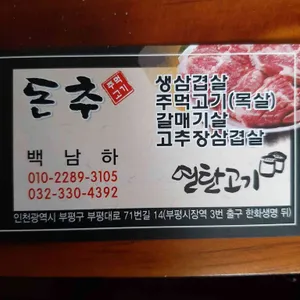 돈추
주먹
고기
생삼겹살
주먹고기(목살)
갈매기살
고추장삼겹살
백남하
010-2289-3105
032-330-4392
연탄고기
인천광역시 부평구 부평대로 71번길 14(부평시장역 3번 출구 한화생명 뒤)